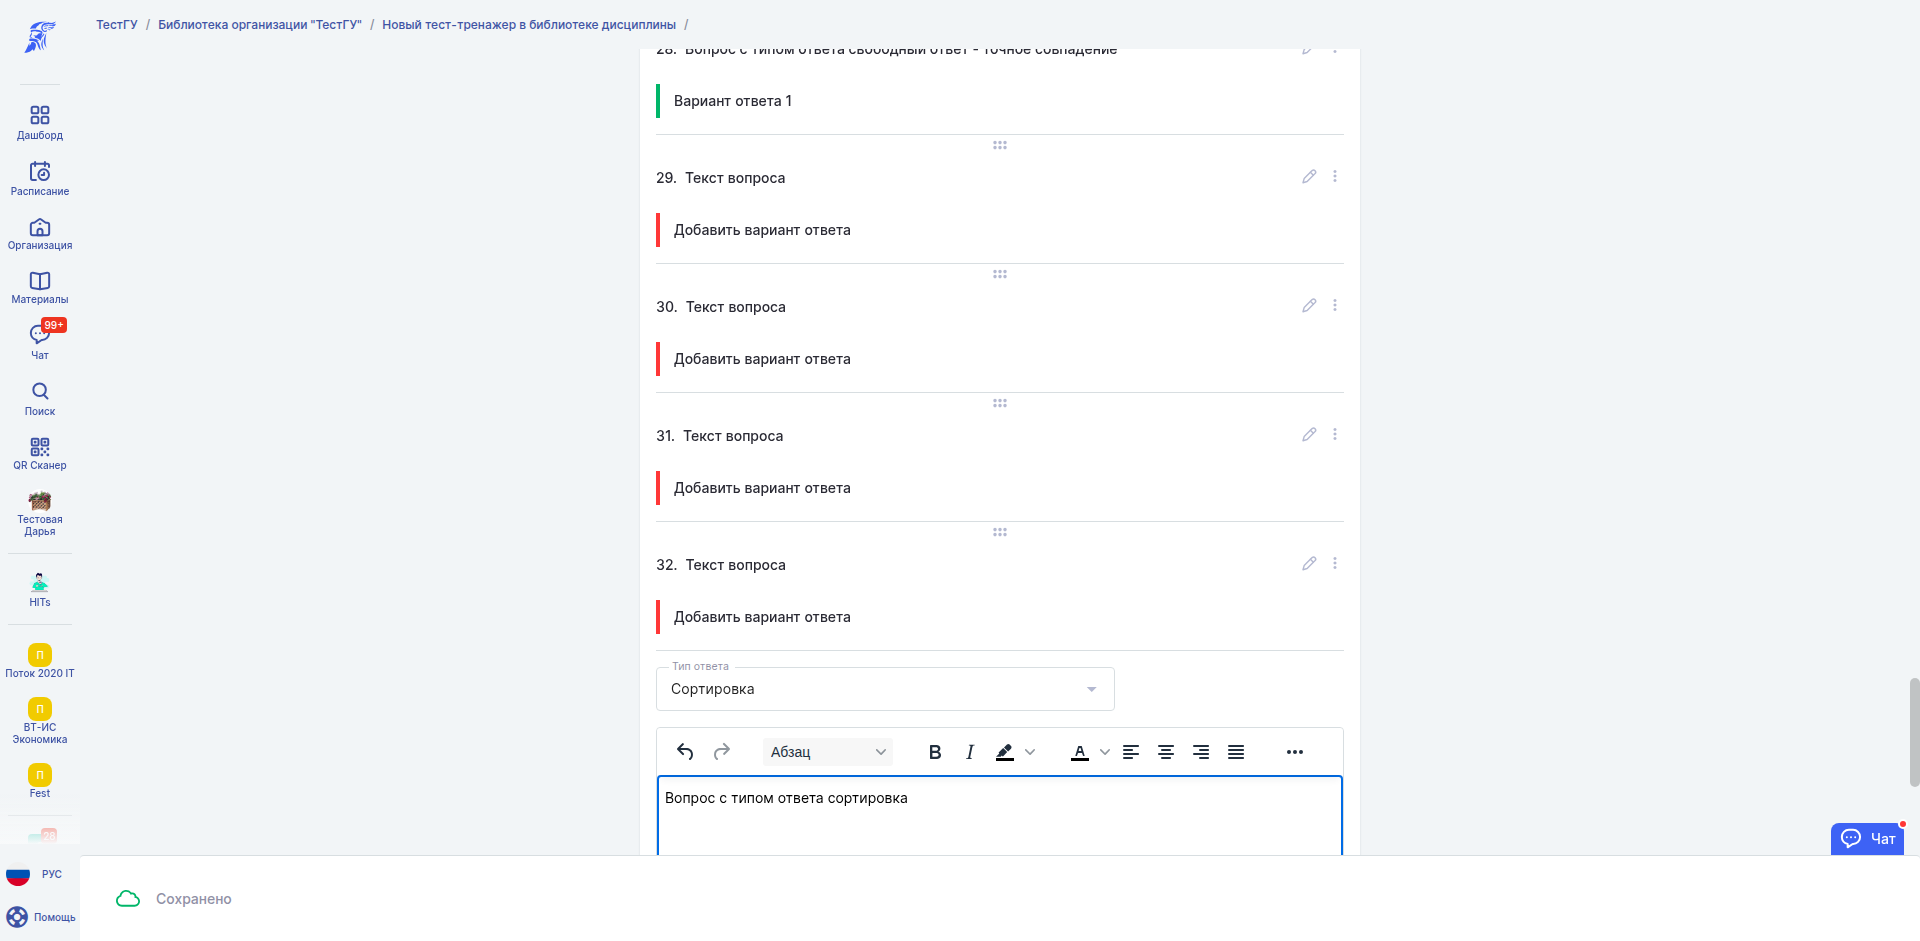 ТестГУ / Библиотека организации "ТестГУ" / Новый тест-тренажер в библиотеке дисциплины /
Дашборд
Расписание
Организация
Материалы
99+
Чат
Поиск
QR Сканер
Тестовая
Дарья
HITs
П
Поток 2020 IT
П
ВТ-ИС
Экономика
П
Fest
28
РУС
Помощь
28. Вопрос с типом ответа свободный ответ - точное совпадение
Вариант ответа 1
29. Текст вопроса
Добавить вариант ответа
30. Текст вопроса
Добавить вариант ответа
31. Текст вопроса
Добавить вариант ответа
32. Текст вопроса
Добавить вариант ответа
Тип ответа
Сортировка
Абзац
Вопрос с типом ответа сортировка
Чат
Сохранено